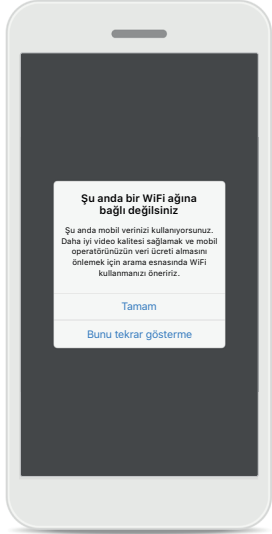 Şu anda bir WiFi ağına
bağlı değilsiniz
Şu anda mobil verinizi kullanıyorsunuz.
Daha iyi video kalitesi sağlamak ve mobil
operatörünüzün veri ücreti almasını
önlemek için arama esnasında WiFi
kullanmanızı öneririz.
Tamam
Bunu tekrar gösterme